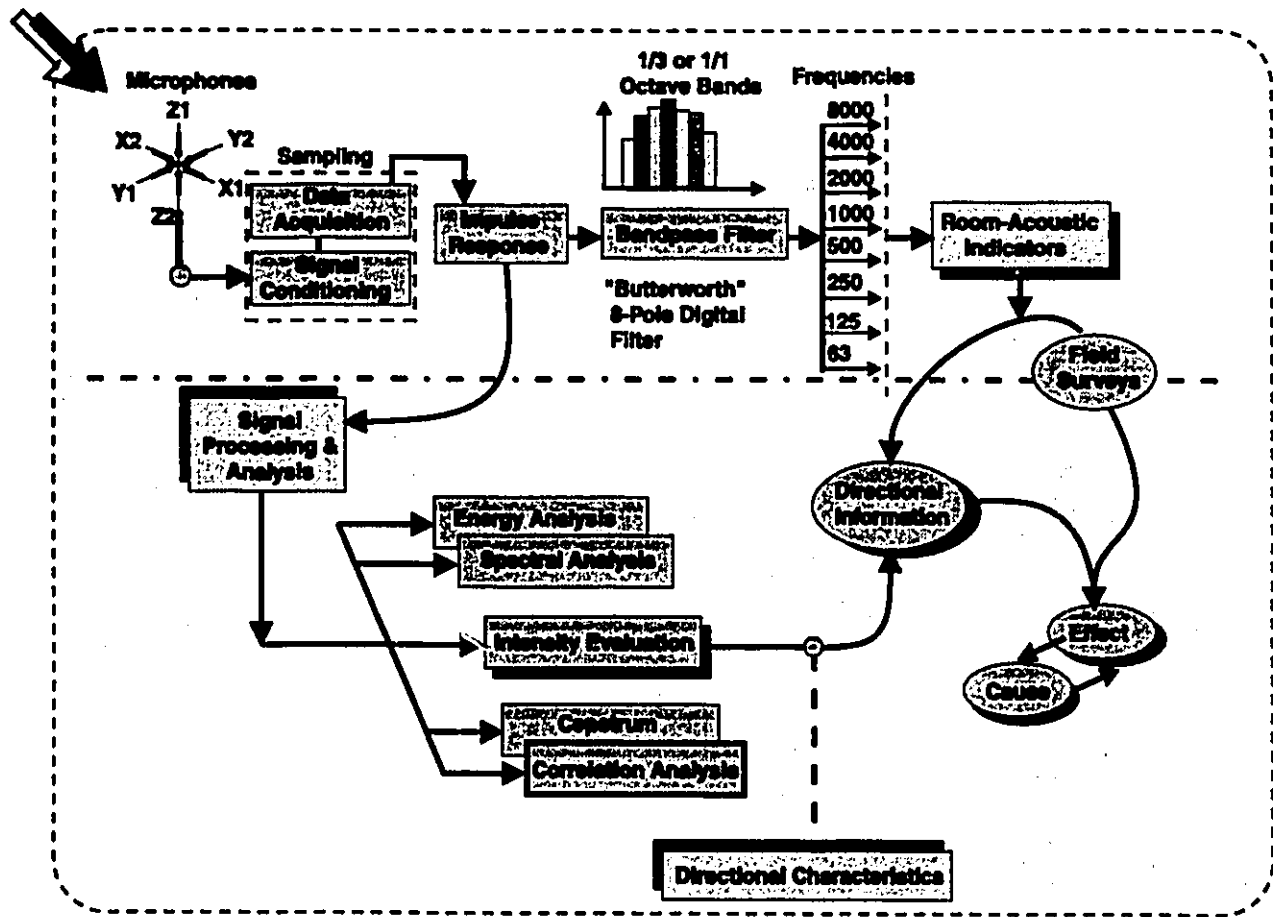 Microphones
Z1
X2
Y2
Y1
X1
Z2
Sampling
Data
Acquisition
Signal
Conditioning
Impulse
Response
1/3 or 1/1
Octave Bands
Bandpass Filter
"Butterworth"
8-Pole Digital
Filter
Frequencies
8000
4000
2000
1000
500
250
125
63
Room-Acoustic
Indicators
Field
Surveys
Signal
Processing &
Analysis
Directional
Information
Energy Analysis
Spectral Analysis
Intensity Evaluation
Effect
Cause
Cepstrum
Correlation Analysis
Directional Characteristics